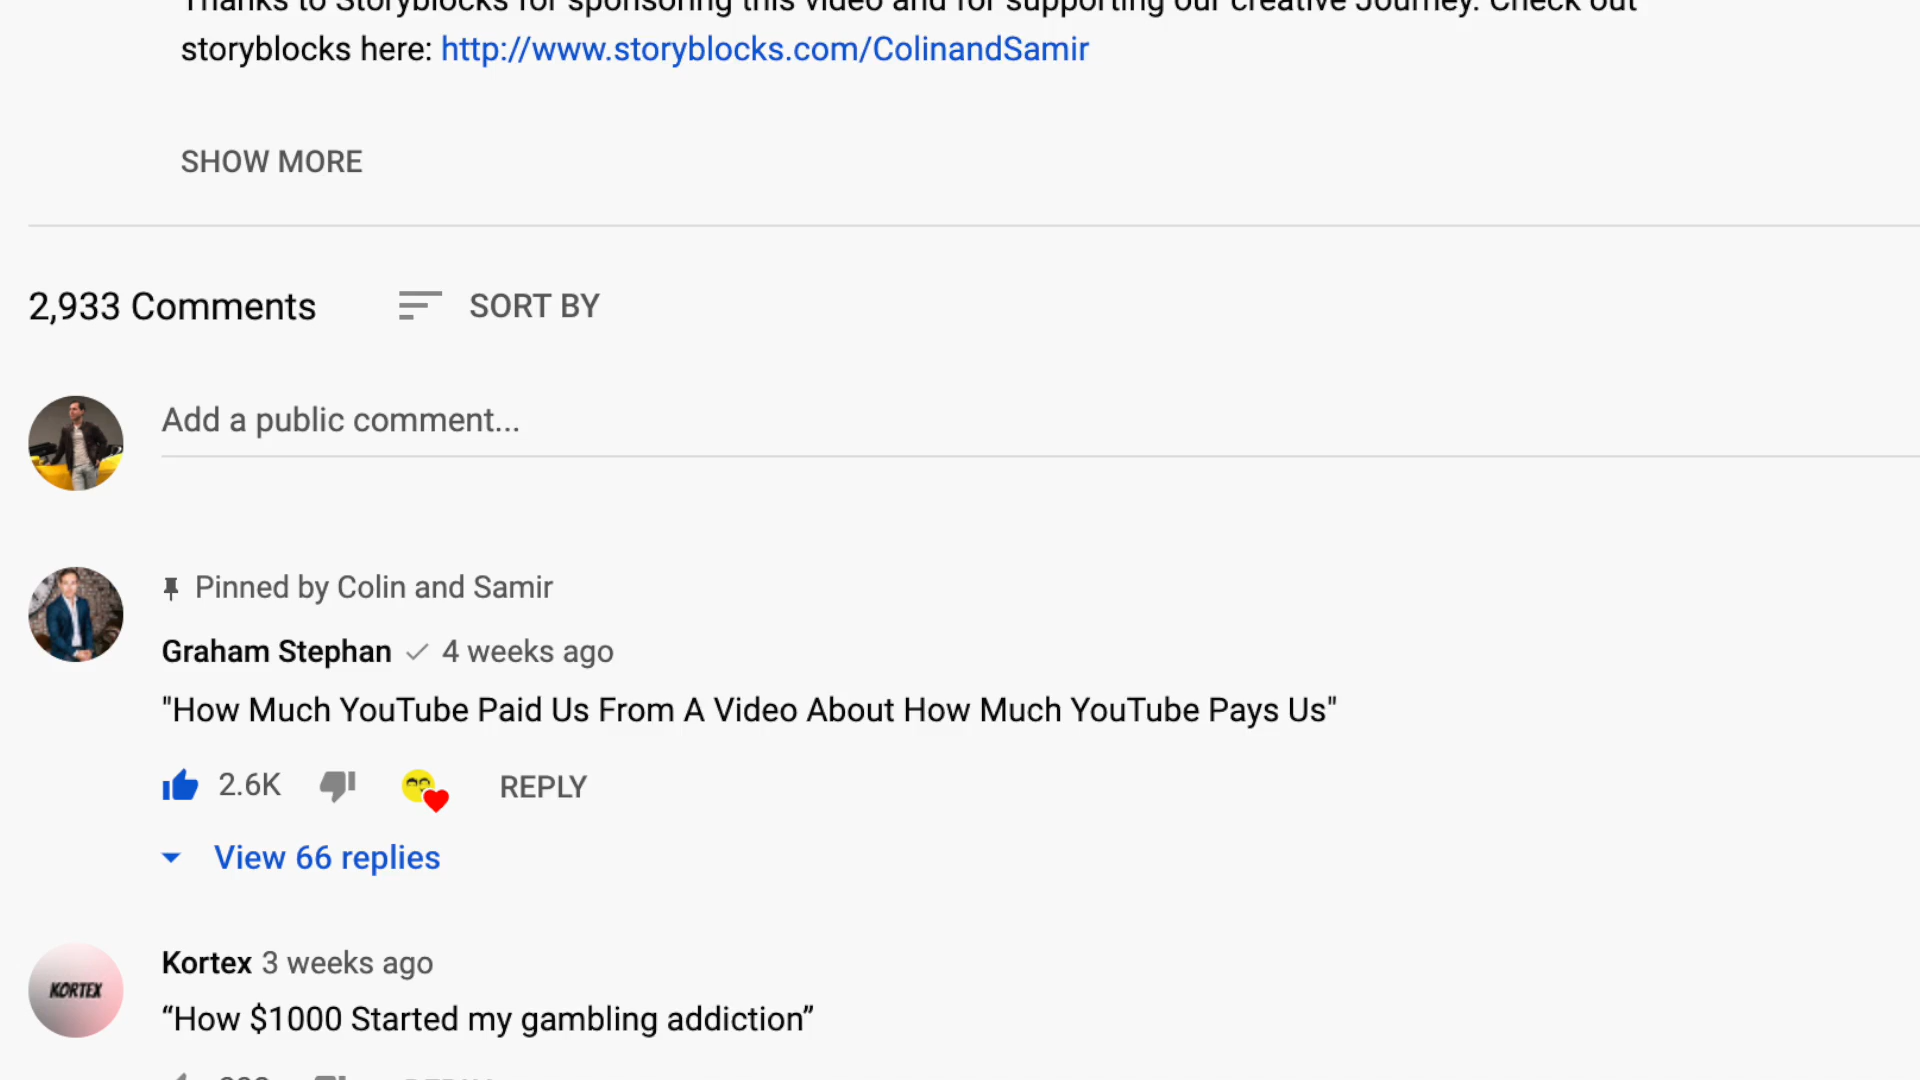 Thanks to Storyblocks for sponsoring this video and for supporting our creative Journey. Check out
storyblocks here: http://www.storyblocks.com/ColinandSamir
SHOW MORE
2,933 Comments SORT BY
Add a public comment...
Pinned by Colin and Samir
Graham Stephan 4 weeks ago
"How Much YouTube Paid Us From A Video About How Much YouTube Pays Us"
2.6K REPLY
View 66 replies
KORTEX
Kortex 3 weeks ago
“How $1000 Started my gambling addiction”